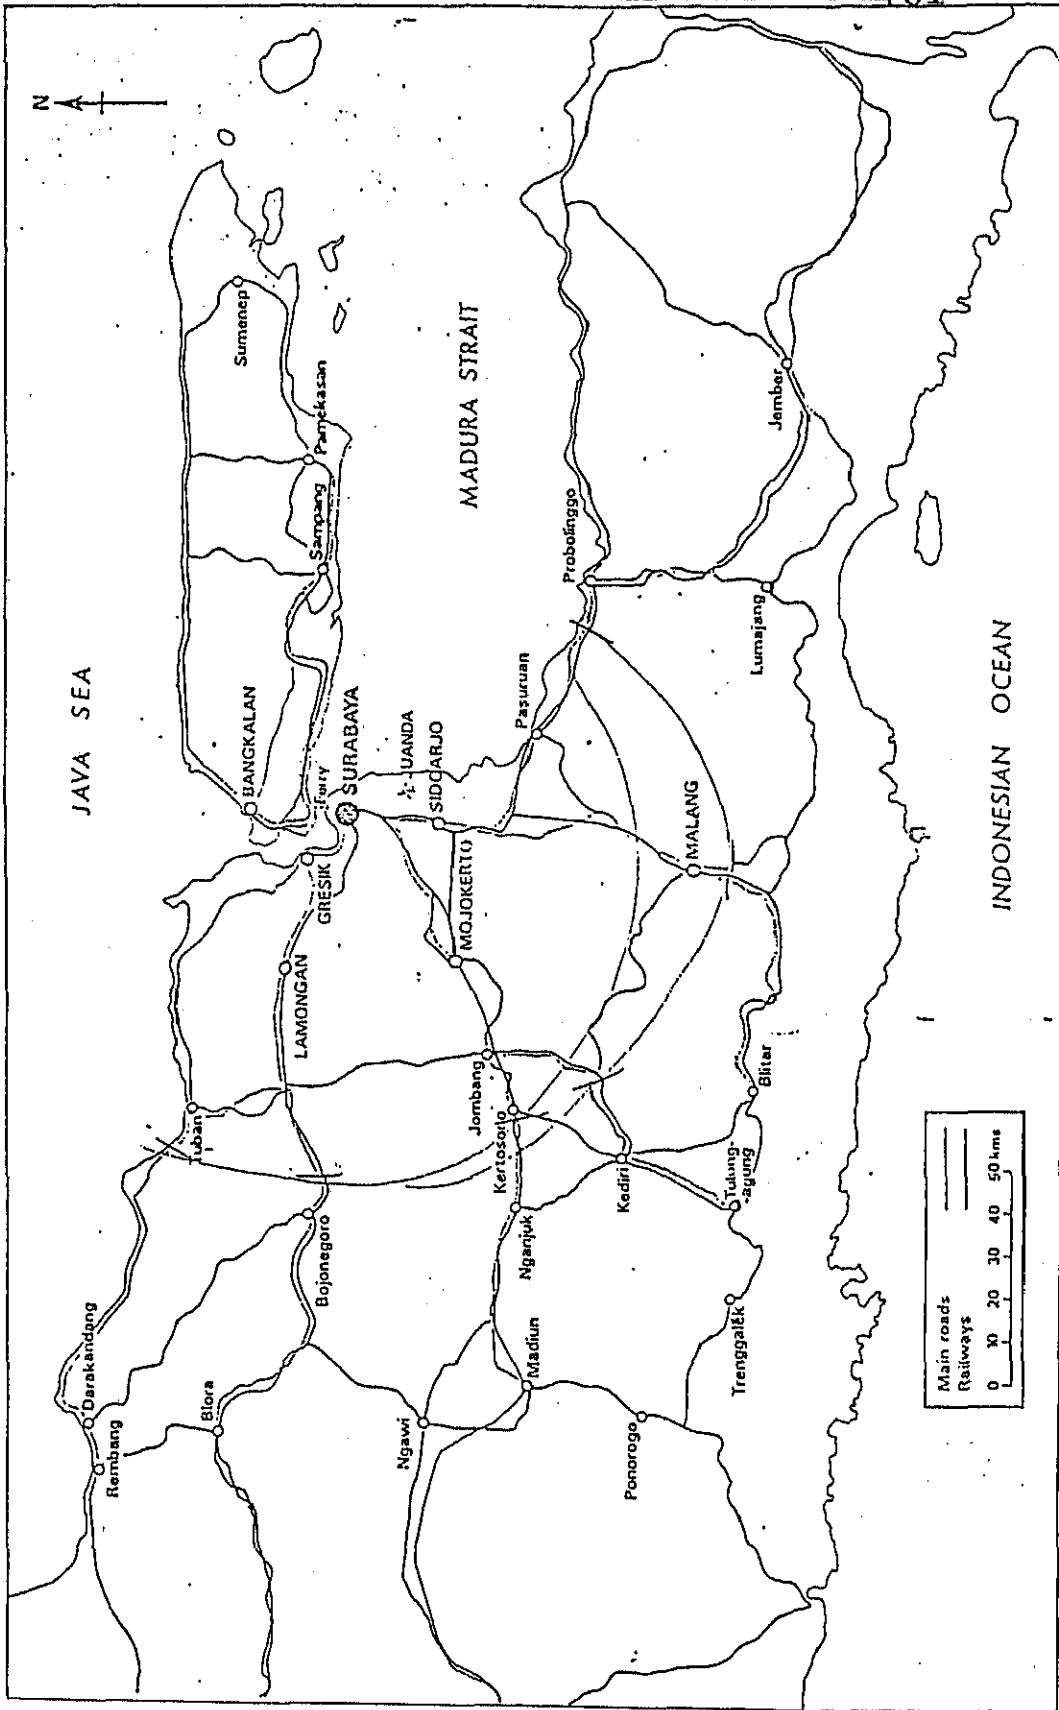 N
JAVA SEA
Sumenep
Pamekasan
Sampang
BANGKALAN
Ferry
SURABAYA
GRESIK
LAMONGAN
Tuban
Darakandang
Rembang
Blora
Bojonegoro
MADURA STRAIT
JUANDA
SIDOARJO
MOJOKERTO
Jombang
Kertosono
Nganjuk
Ngawi
Madiun
Pasuruan
Probolinggo
Jember
Lumajang
MALANG
Kediri
Blitar
Tulung-
-agung
Trenggalek
Ponorogo
INDONESIAN OCEAN
Main roads
Railways
0 10 20 30 40 50 kms